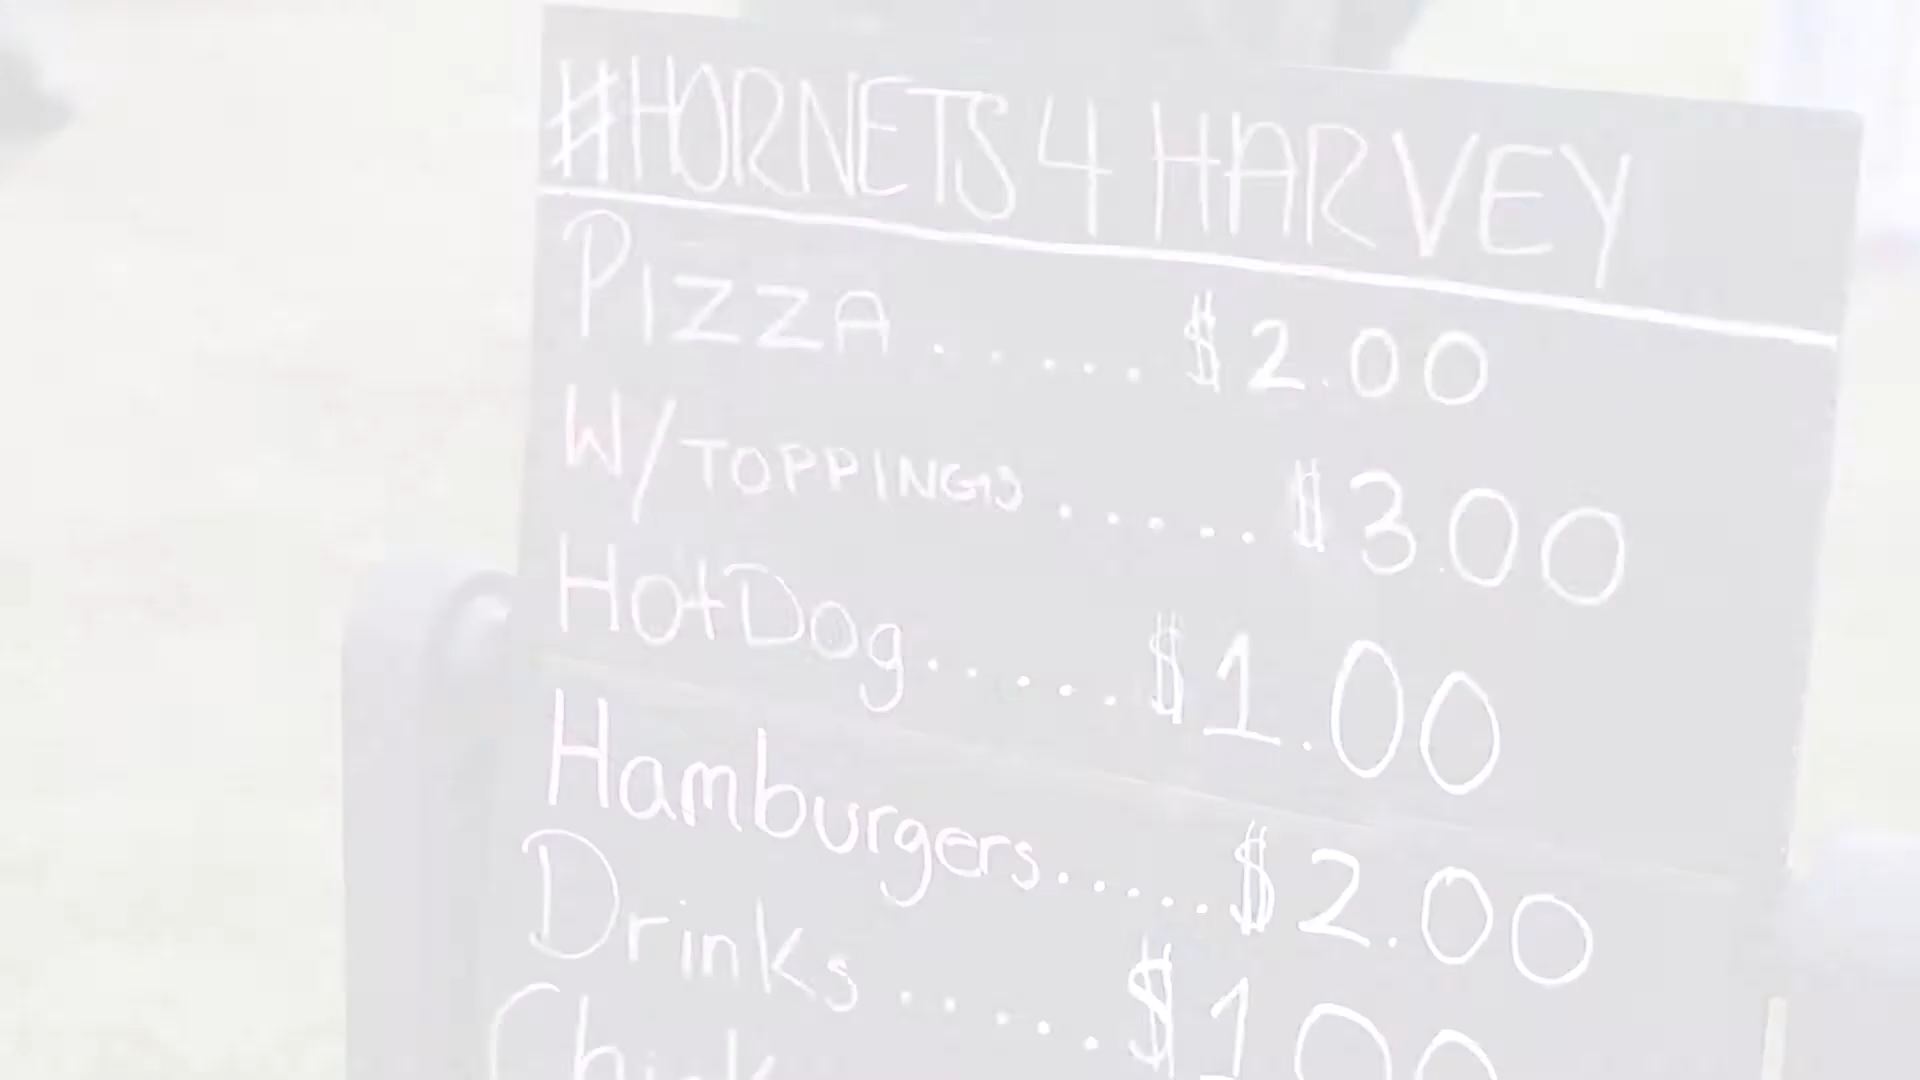 #HORNETS 4 HARVEY
PIZZA ...... $2.00
W/TOPPINGS ..... $3.00
HotDog ..... $1.00
Hamburgers ..... $2.00
Drinks ..... $1.00